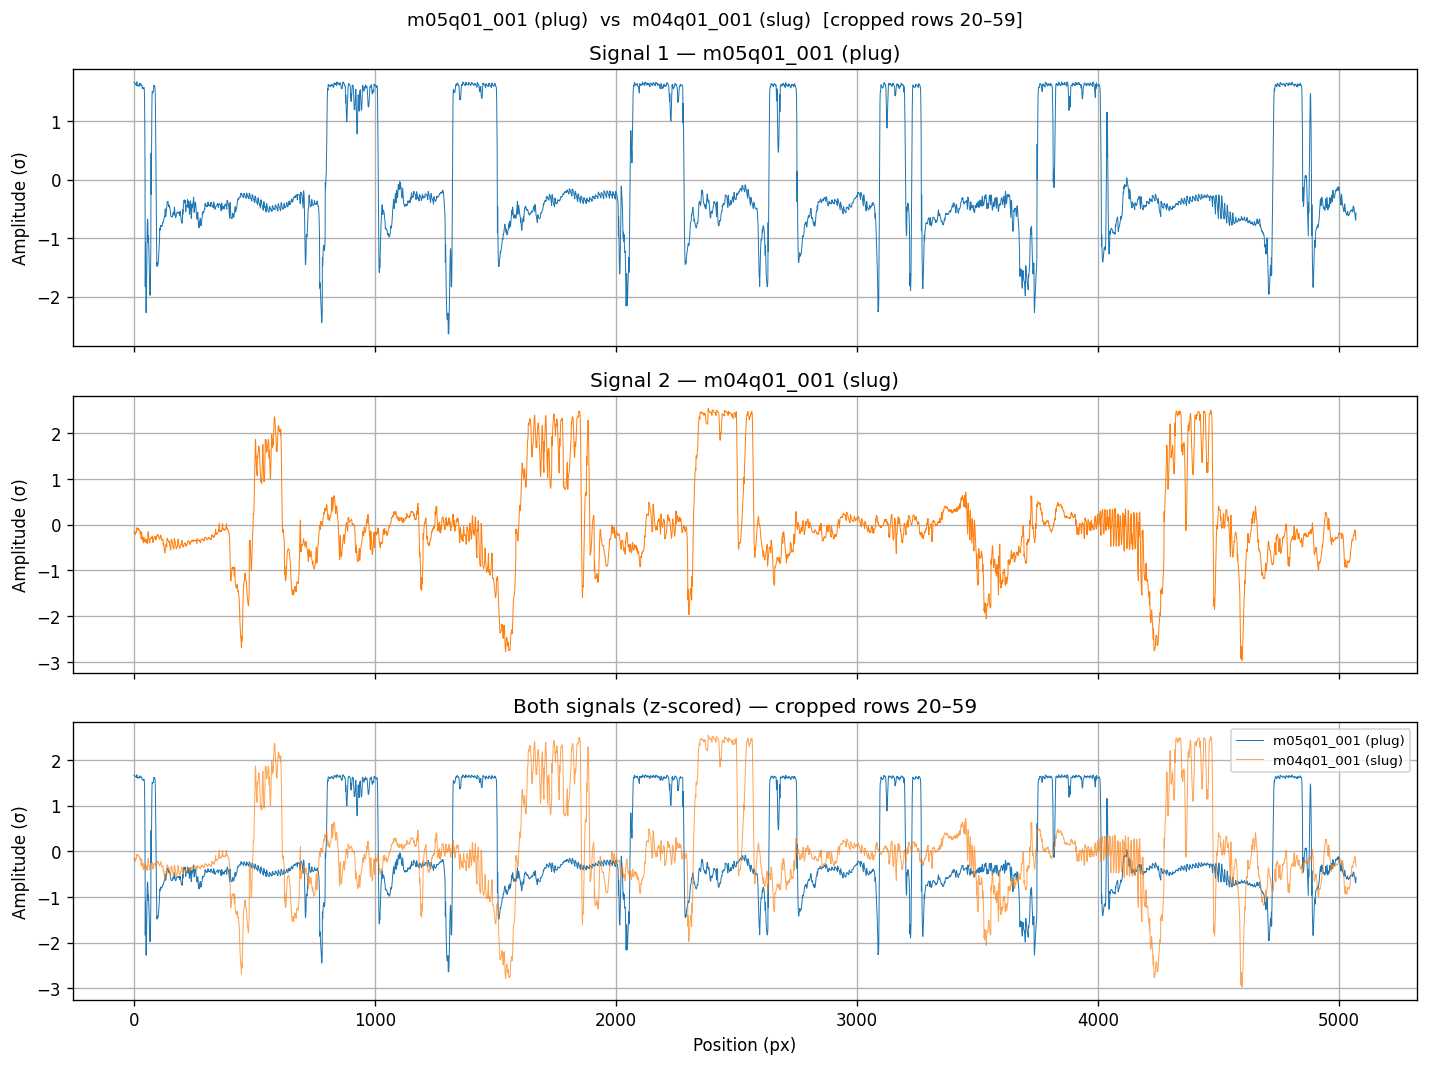 m05q01_001 (plug)  vs  m04q01_001 (slug)  [cropped rows 20–59]
Signal 1 — m05q01_001 (plug)
Amplitude (σ)
1
0
−1
−2
Signal 2 — m04q01_001 (slug)
Amplitude (σ)
2
1
0
−1
−2
−3
Both signals (z-scored) — cropped rows 20–59
m05q01_001 (plug)
m04q01_001 (slug)
Amplitude (σ)
2
1
0
−1
−2
−3
0 1000 2000 3000 4000 5000
Position (px)